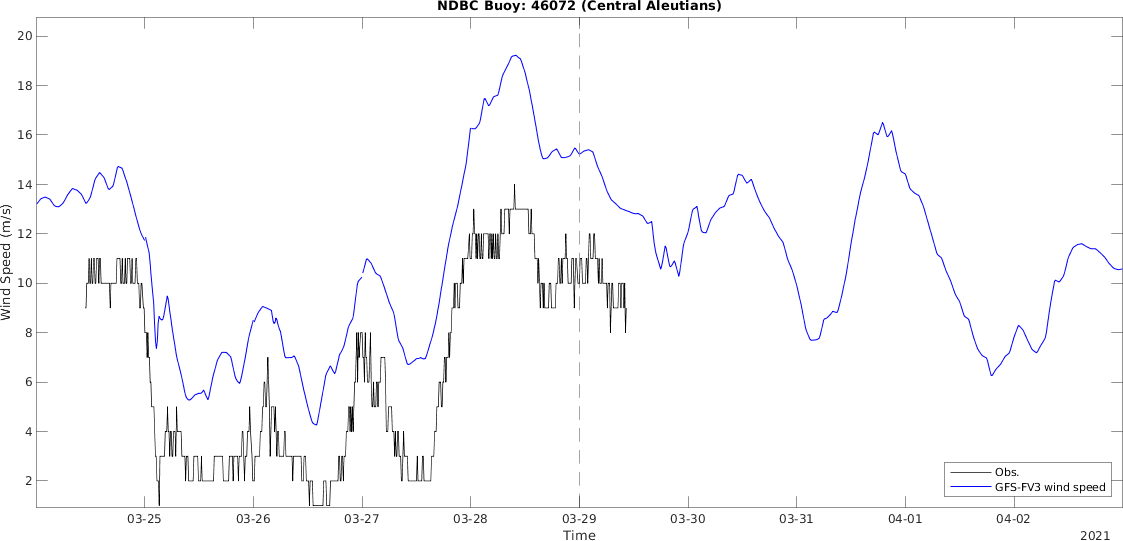 NDBC Buoy: 46072 (Central Aleutians)
20
18
16
14
12
10
8
6
4
2
Wind Speed (m/s)
Obs.
GFS-FV3 wind speed
03-25 03-26 03-27 03-28 03-29 03-30 03-31 04-01 04-02
Time
2021